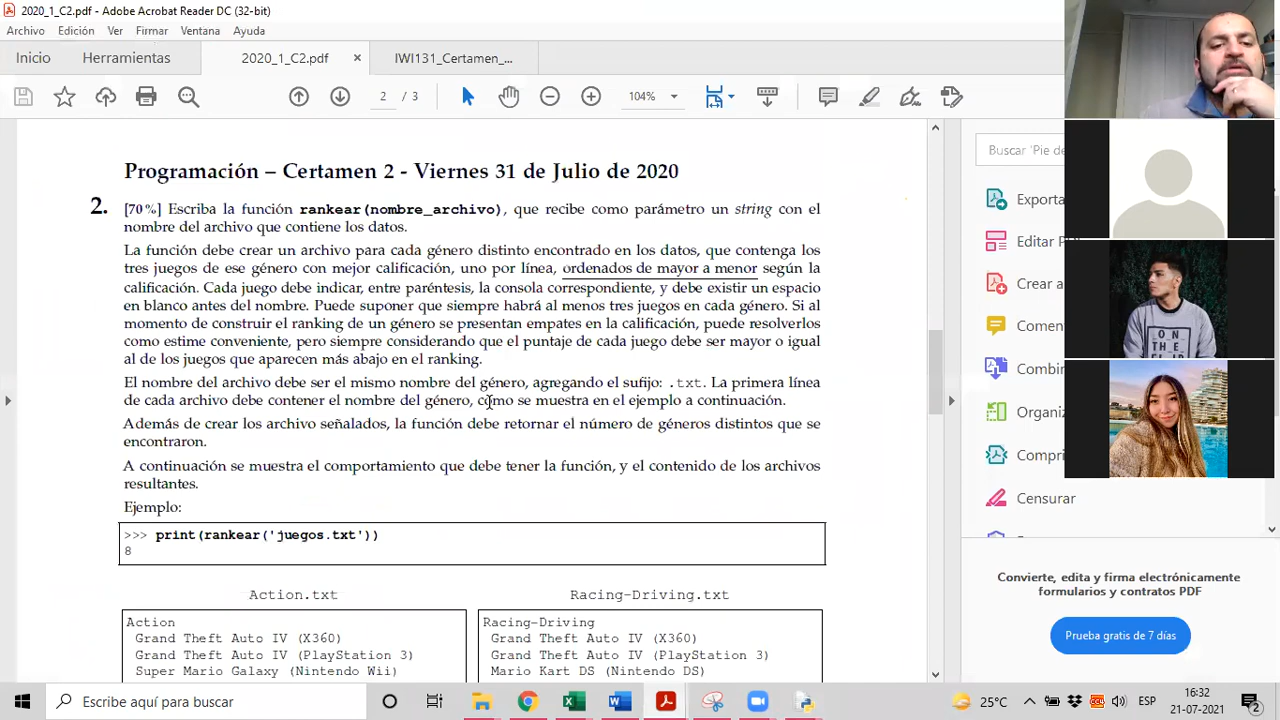 2020_1_C2.pdf - Adobe Acrobat Reader DC (32-bit)
Archivo Edición Ver Firmar Ventana Ayuda
Inicio Herramientas 2020_1_C2.pdf × IWI131_Certamen_...
2 / 3 104%
Programación – Certamen 2 - Viernes 31 de Julio de 2020
2. [70 %] Escriba la función rankear(nombre_archivo), que recibe como parámetro un string con el
nombre del archivo que contiene los datos.
La función debe crear un archivo para cada género distinto encontrado en los datos, que contenga los
tres juegos de ese género con mejor calificación, uno por línea, ordenados de mayor a menor según la
calificación. Cada juego debe indicar, entre paréntesis, la consola correspondiente, y debe existir un espacio
en blanco antes del nombre. Puede suponer que siempre habrá al menos tres juegos en cada género. Si al
momento de construir el ranking de un género se presentan empates en la calificación, puede resolverlos
como estime conveniente, pero siempre considerando que el puntaje de cada juego debe ser mayor o igual
al de los juegos que aparecen más abajo en el ranking.
El nombre del archivo debe ser el mismo nombre del género, agregando el sufijo: .txt. La primera línea
de cada archivo debe contener el nombre del género, como se muestra en el ejemplo a continuación.
Además de crear los archivo señalados, la función debe retornar el número de géneros distintos que se
encontraron.
A continuación se muestra el comportamiento que debe tener la función, y el contenido de los archivos
resultantes.
Ejemplo:
>>> print(rankear('juegos.txt'))
8
Action.txt
Action
Grand Theft Auto IV (X360)
Grand Theft Auto IV (PlayStation 3)
Super Mario Galaxy (Nintendo Wii)
Racing-Driving.txt
Racing-Driving
Grand Theft Auto IV (X360)
Grand Theft Auto IV (PlayStation 3)
Mario Kart DS (Nintendo DS)
Buscar 'Pie de
Exporta
Editar P
Crear a
Comen
Combin
Organiz
Compri
Censurar
Convierte, edita y firma electrónicamente
formularios y contratos PDF
Prueba gratis de 7 días
ON
THE
Escribe aquí para buscar
25°C
ESP
16:32
21-07-2021
2